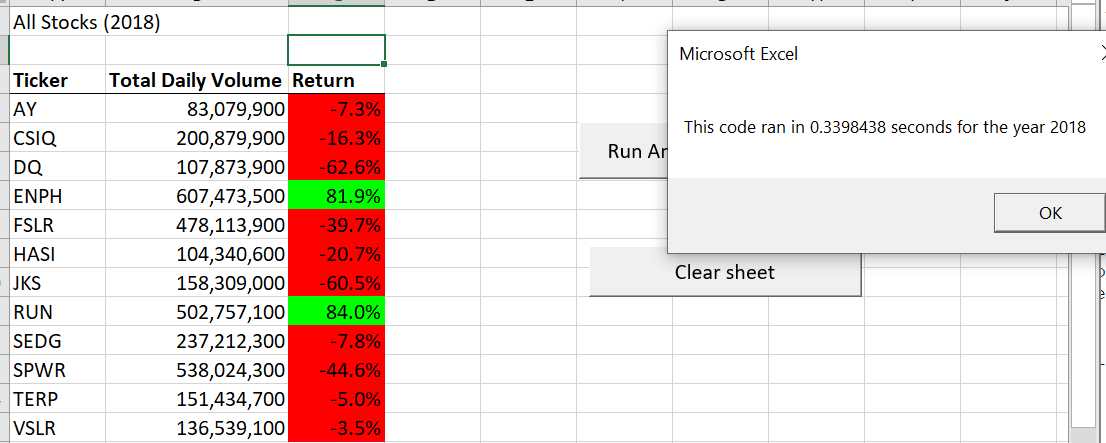 All Stocks (2018)
Microsoft Excel
Ticker Total Daily Volume Return
AY 83,079,900 -7.3%
This code ran in 0.3398438 seconds for the year 2018
CSIQ 200,879,900 -16.3%
Run
DQ 107,873,900 -62.6%
ENPH 607,473,500 81.9%
OK
FSLR 478,113,900 -39.7%
HASI 104,340,600 -20.7%
Clear sheet
JKS 158,309,000 -60.5%
RUN 502,757,100 84.0%
SEDG 237,212,300 -7.8%
SPWR 538,024,300 -44.6%
TERP 151,434,700 -5.0%
VSLR 136,539,100 -3.5%